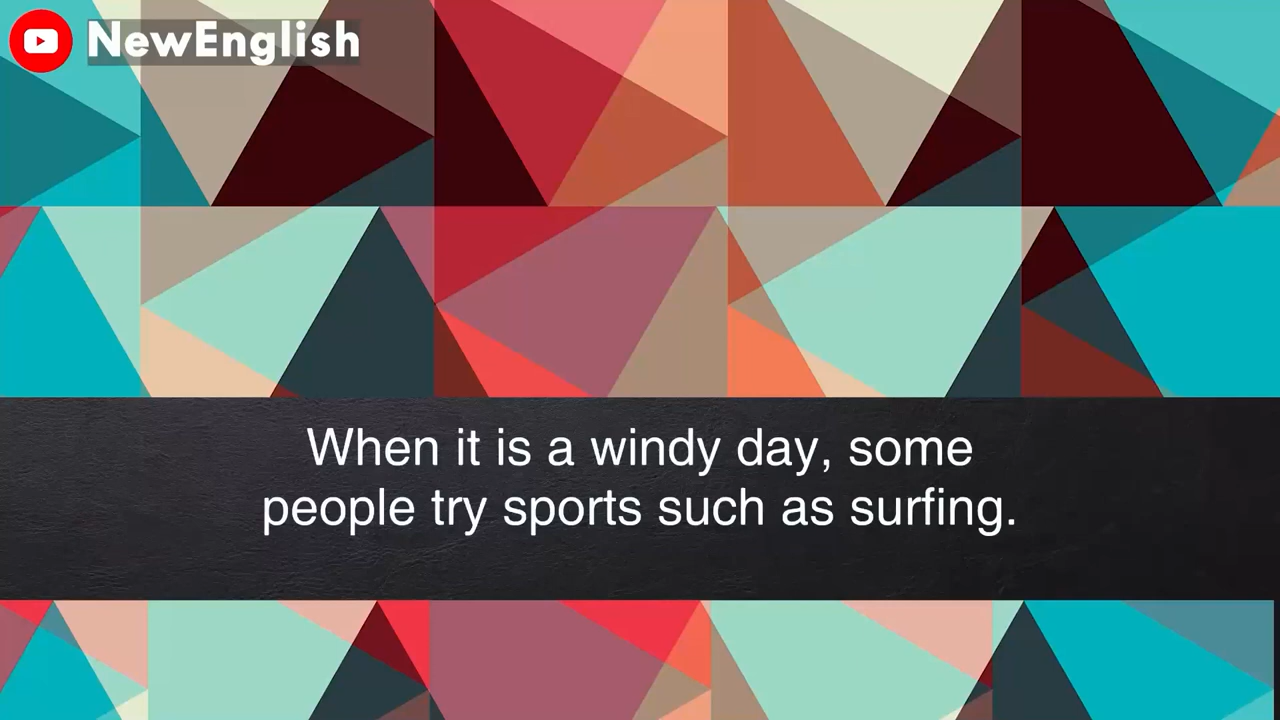 NewEnglish
When it is a windy day, some
people try sports such as surfing.